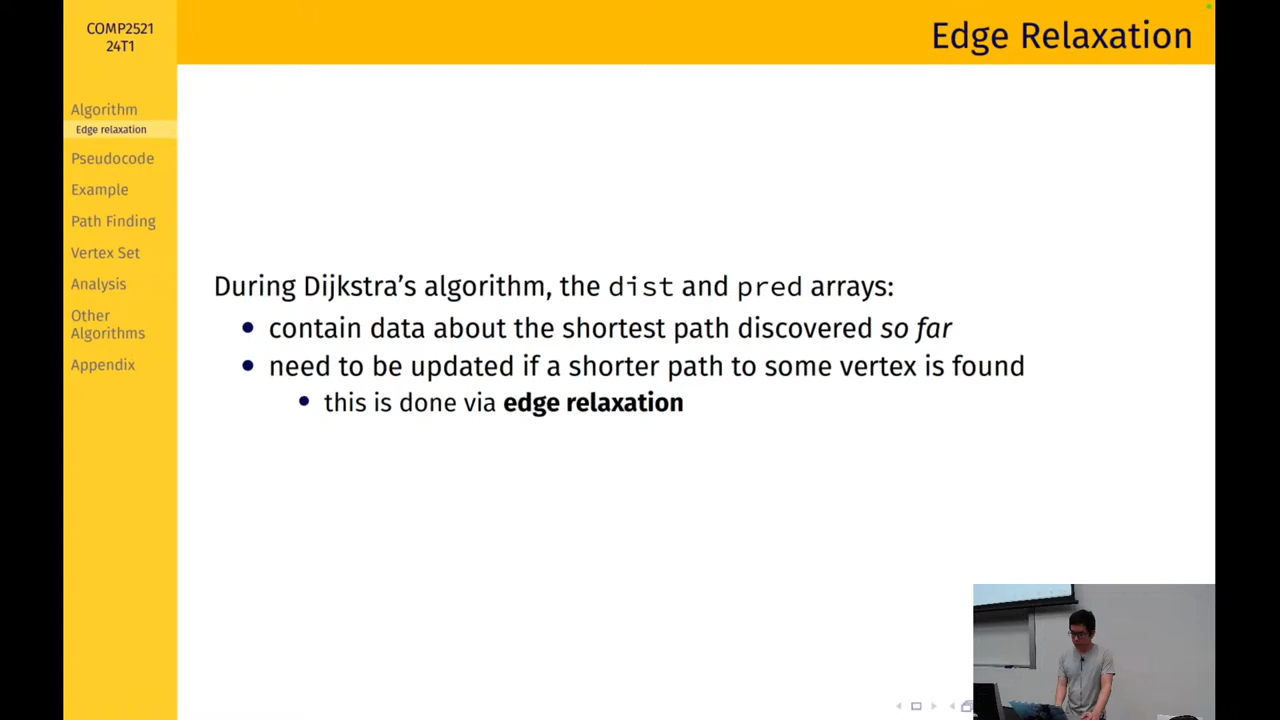 COMP2521
24T1
Edge Relaxation
Algorithm
Edge relaxation
Pseudocode
Example
Path Finding
Vertex Set
Analysis
Other
Algorithms
Appendix
During Dijkstra’s algorithm, the dist and pred arrays:
• contain data about the shortest path discovered so far
• need to be updated if a shorter path to some vertex is found
• this is done via edge relaxation